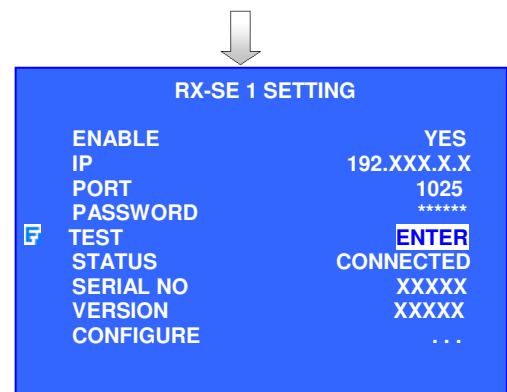 RX-SE 1 SETTING
ENABLE YES
IP 192.XXX.X.X
PORT 1025
PASSWORD ******
TEST ENTER
STATUS CONNECTED
SERIAL NO XXXXX
VERSION XXXXX
CONFIGURE . . .